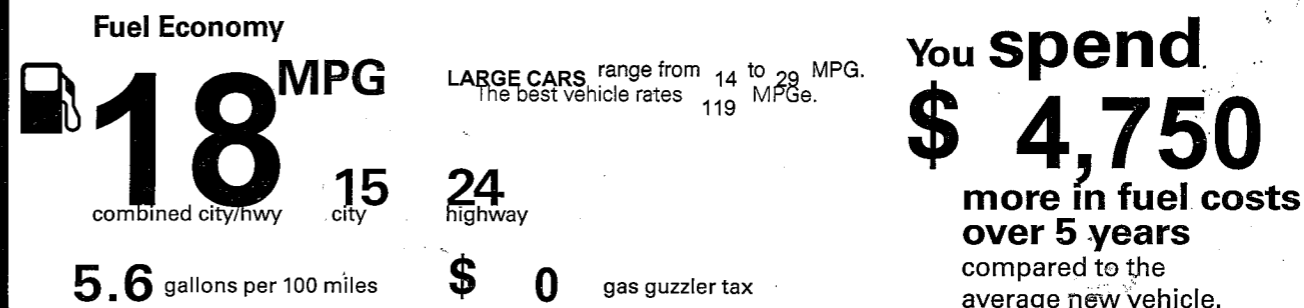 Fuel Economy
18 MPG
combined city/hwy
15
city
24
highway
5.6 gallons per 100 miles
LARGE CARS range from 14 to 29 MPG.
The best vehicle rates 119 MPGe.
$ 0 gas guzzler tax
You spend
$ 4,750
more in fuel costs
over 5 years
compared to the
average new vehicle.